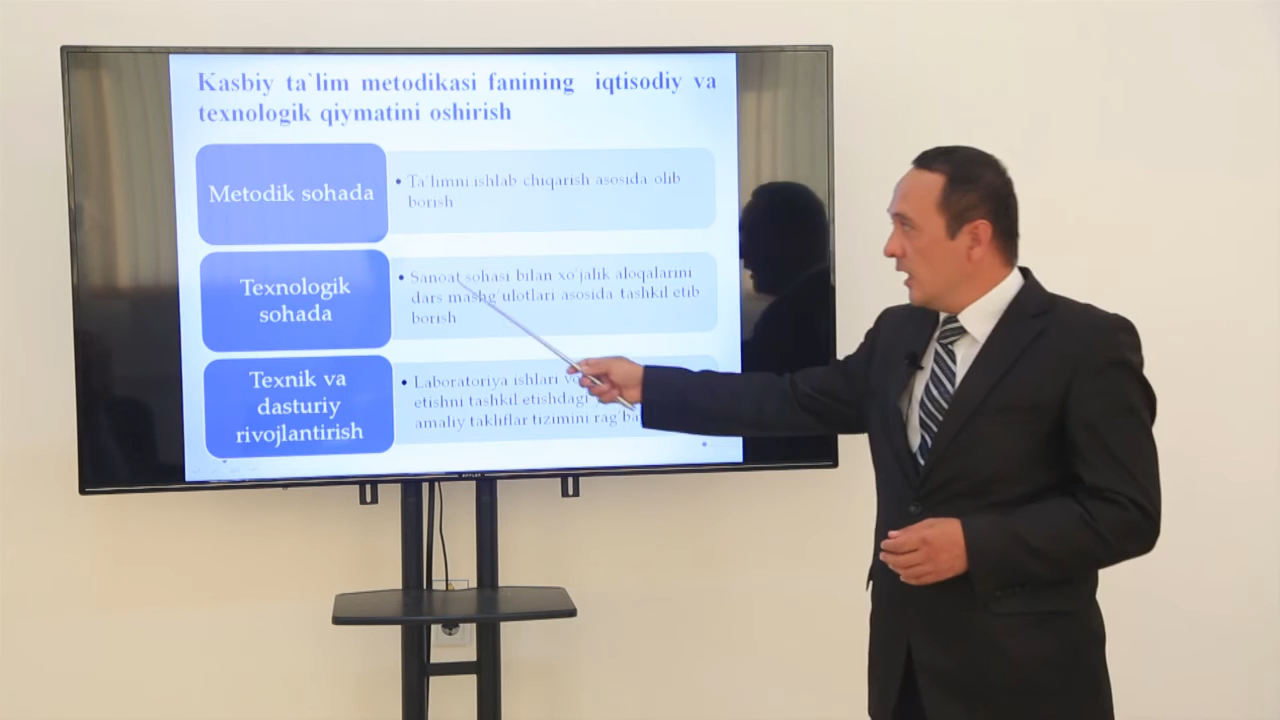 Kasbiy ta`lim metodikasi fanining iqtisodiy va
texnologik qiymatini oshirish
Metodik sohada
• Ta`limni ishlab chiqarish asosida olib
borish
Texnologik
sohada
• Sanoat sohasi bilan xo`jalik aloqalarini
dars mashg`ulotlari asosida tashkil etib
borish
Texnik va
dasturiy
rivojlantirish
• Laboratoriya ishlari
etishni tashkil etishdagi
amaliy takliflar tizimini